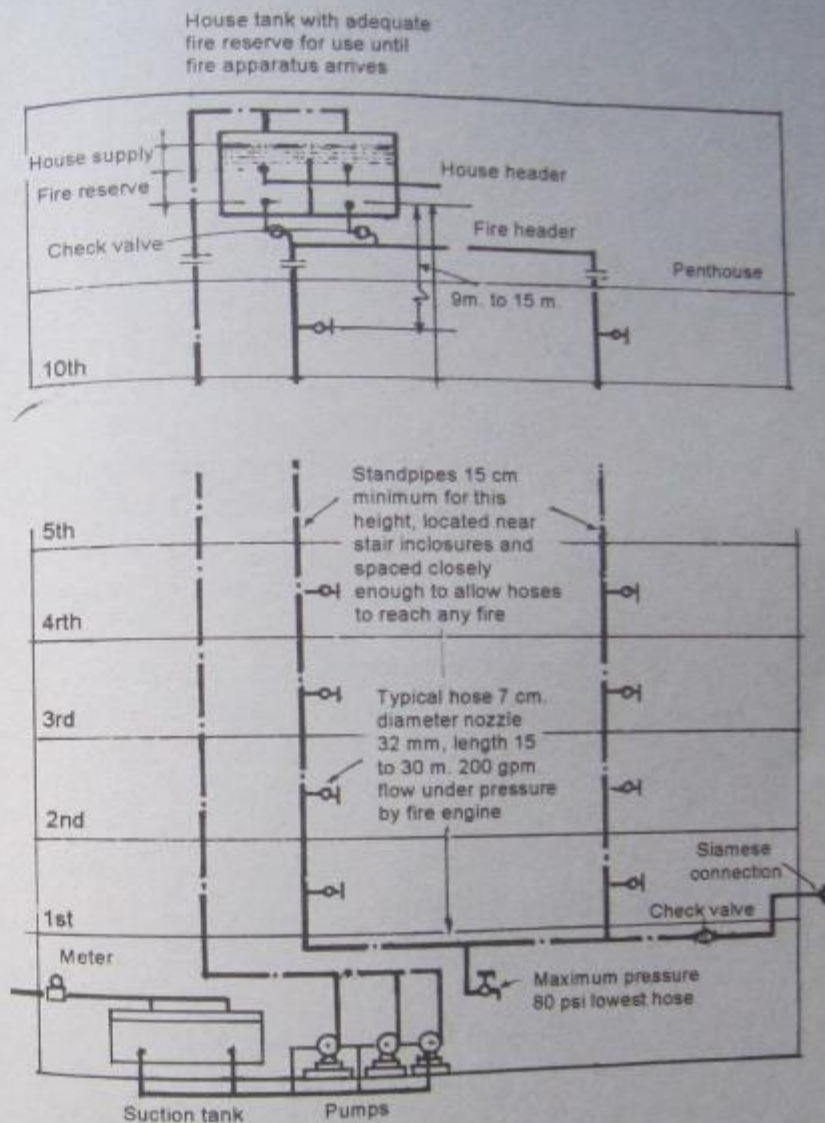 House tank with adequate
fire reserve for use until
fire apparatus arrives
House supply
House header
Fire reserve
Fire header
Check valve
Penthouse
9m. to 15 m.
10th
Standpipes 15 cm
minimum for this
height, located near
stair inclosures and
spaced closely
enough to allow hoses
to reach any fire
5th
4rth
Typical hose 7 cm.
diameter nozzle
32 mm, length 15
to 30 m. 200 gpm
flow under pressure
by fire engine
3rd
2nd
Siamese
connection
1st
Check valve
Meter
Maximum pressure
80 psi lowest hose
Suction tank
Pumps